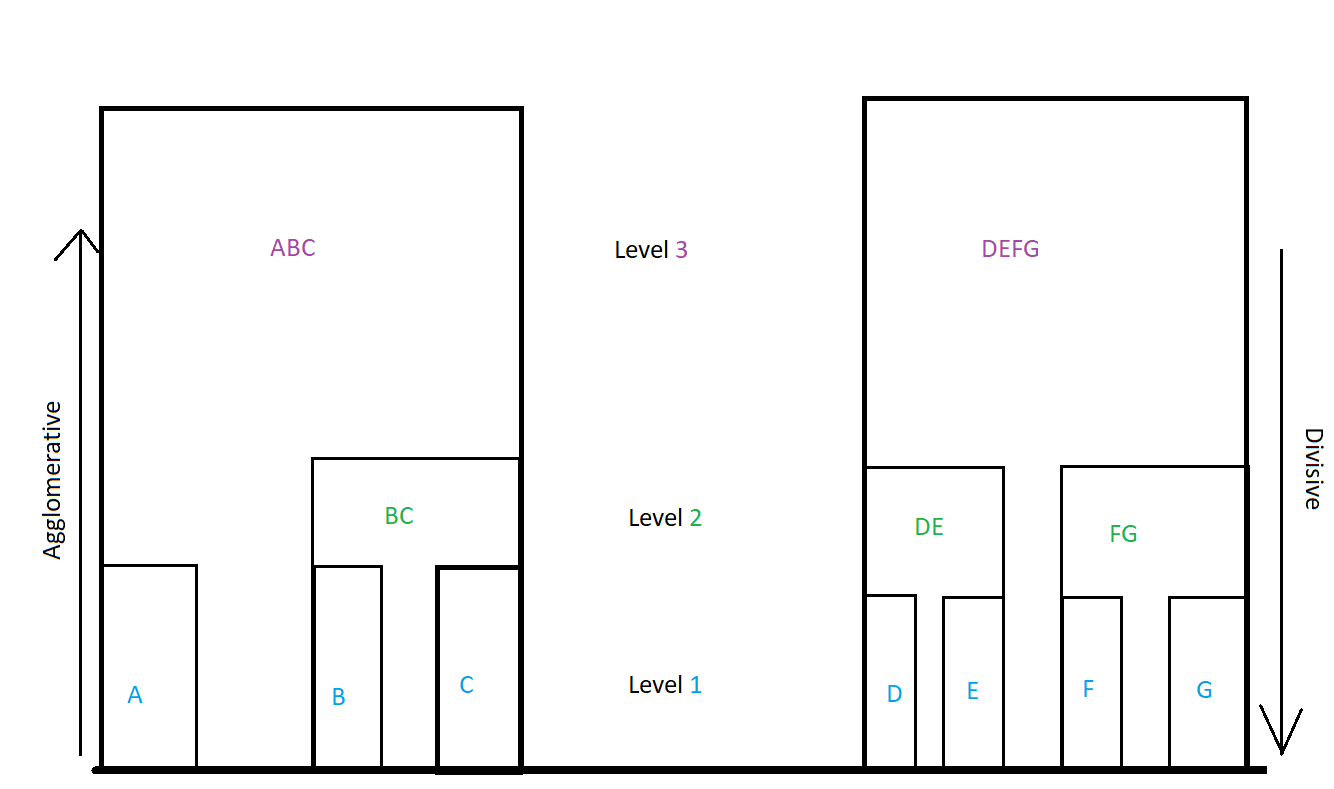 ABC
Level 3
DEFG
Agglomerative
Divisive
BC
Level 2
DE
FG
A
B
C
Level 1
D
E
F
G